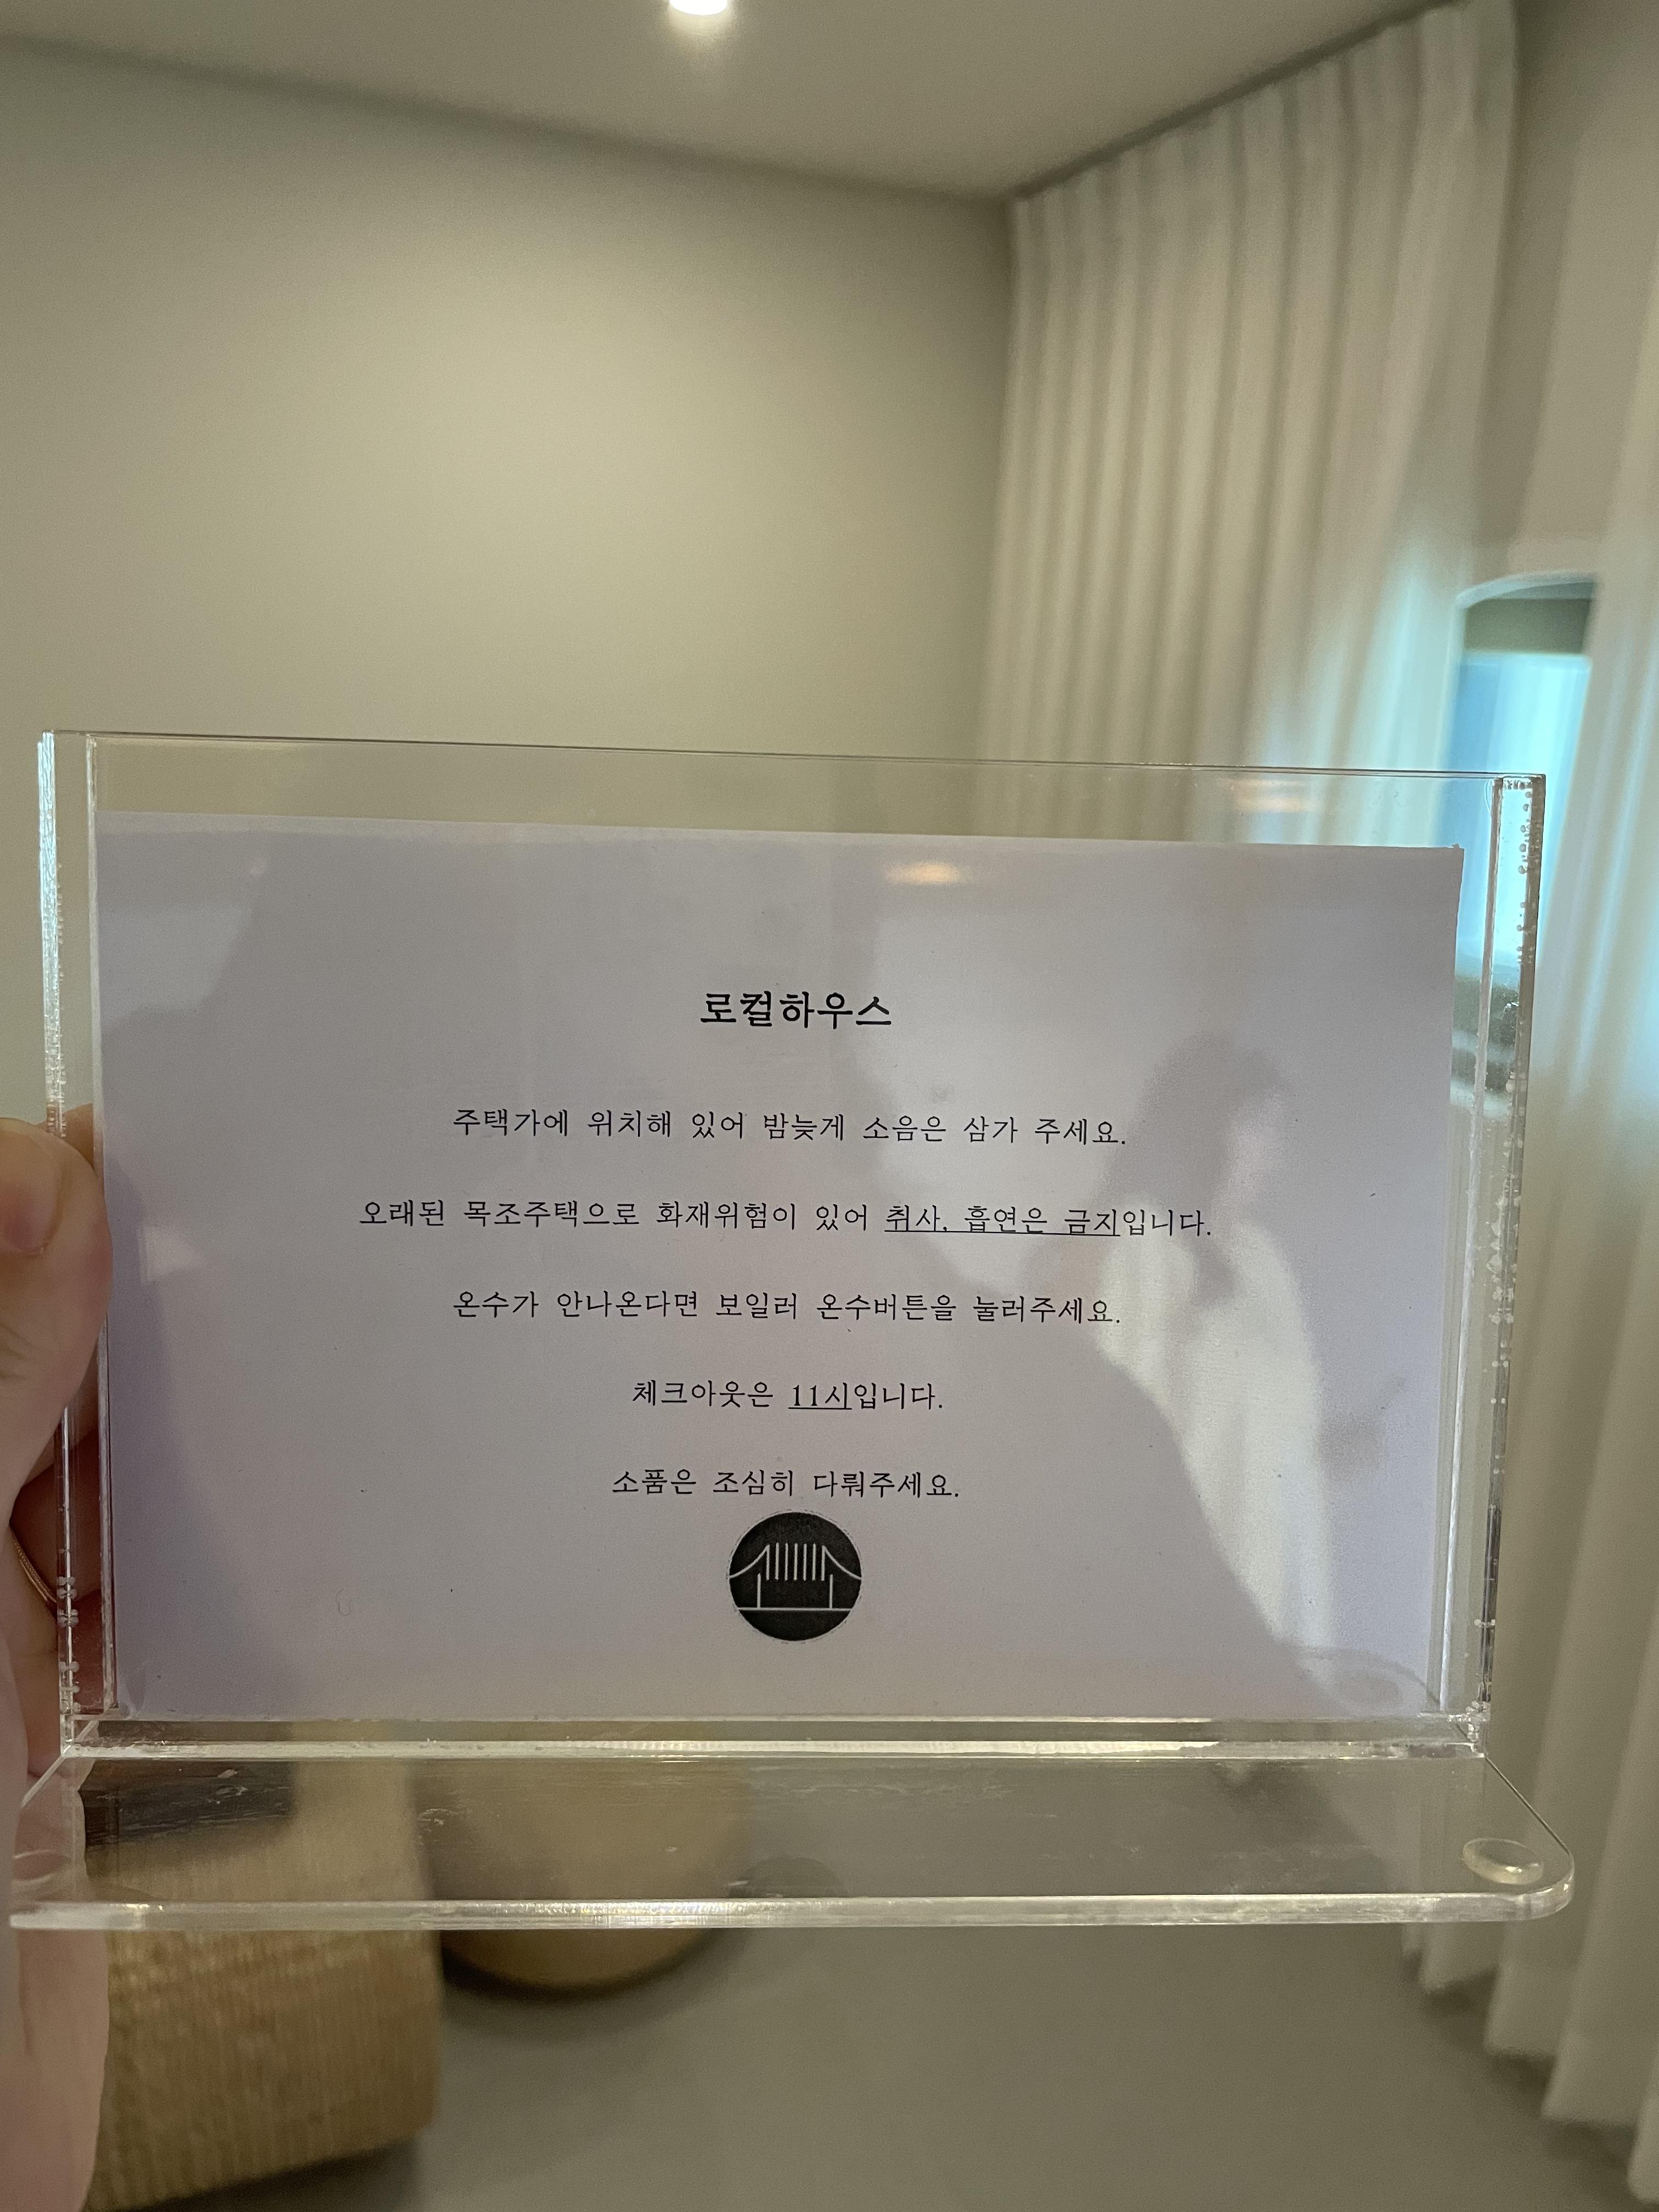 로컬하우스
주택가에 위치해 있어 밤늦게 소음은 삼가 주세요.
오래된 목조주택으로 화재위험이 있어 취사, 흡연은 금지입니다.
온수가 안나온다면 보일러 온수버튼을 눌러주세요.
체크아웃은 11시입니다.
소품은 조심히 다뤄주세요.